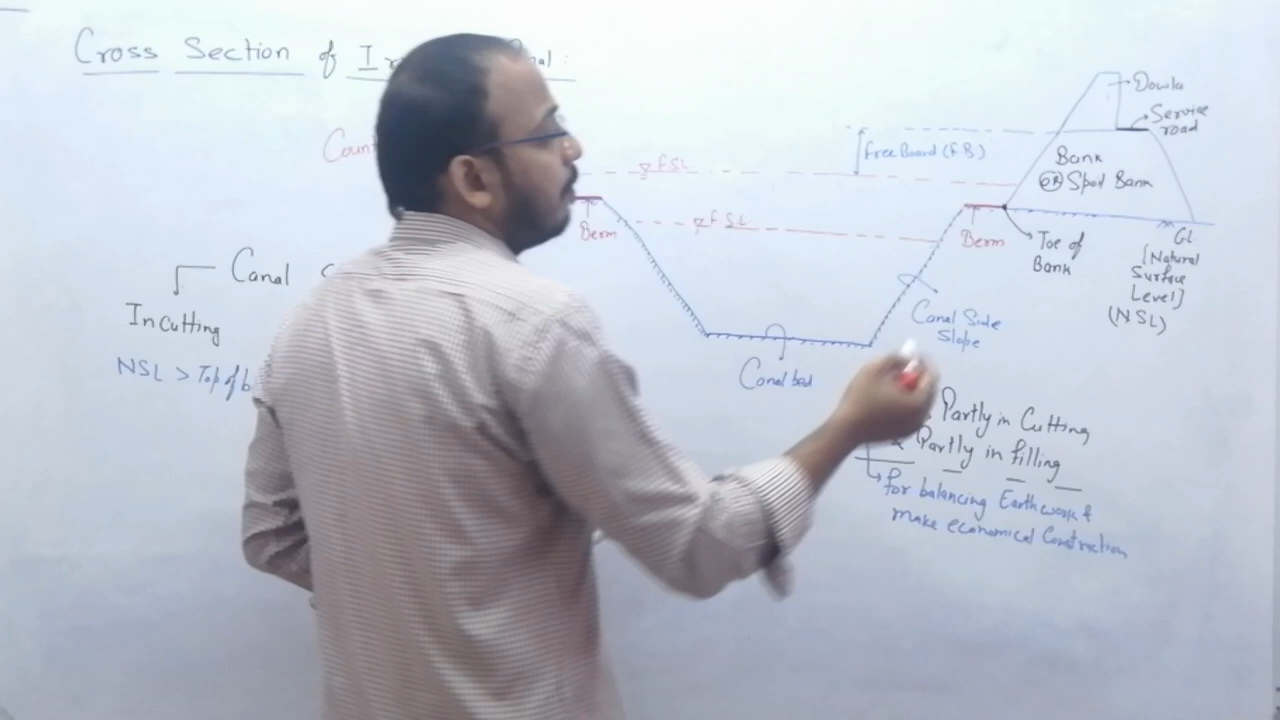 Cross Section of
Dowla
Service
road
Free Board (F.B.)
FSL
Bank
OR Spoil Bank
Berm
FSL
Berm
Toe of
Bank
GL
[Natural
Surface
Level]
(NSL)
Canal
In cutting
NSL > Top of b
Canal Side
Slope
Canal bed
Partly in Cutting
& Partly in filling
for balancing Earthwork &
make economical Constrction